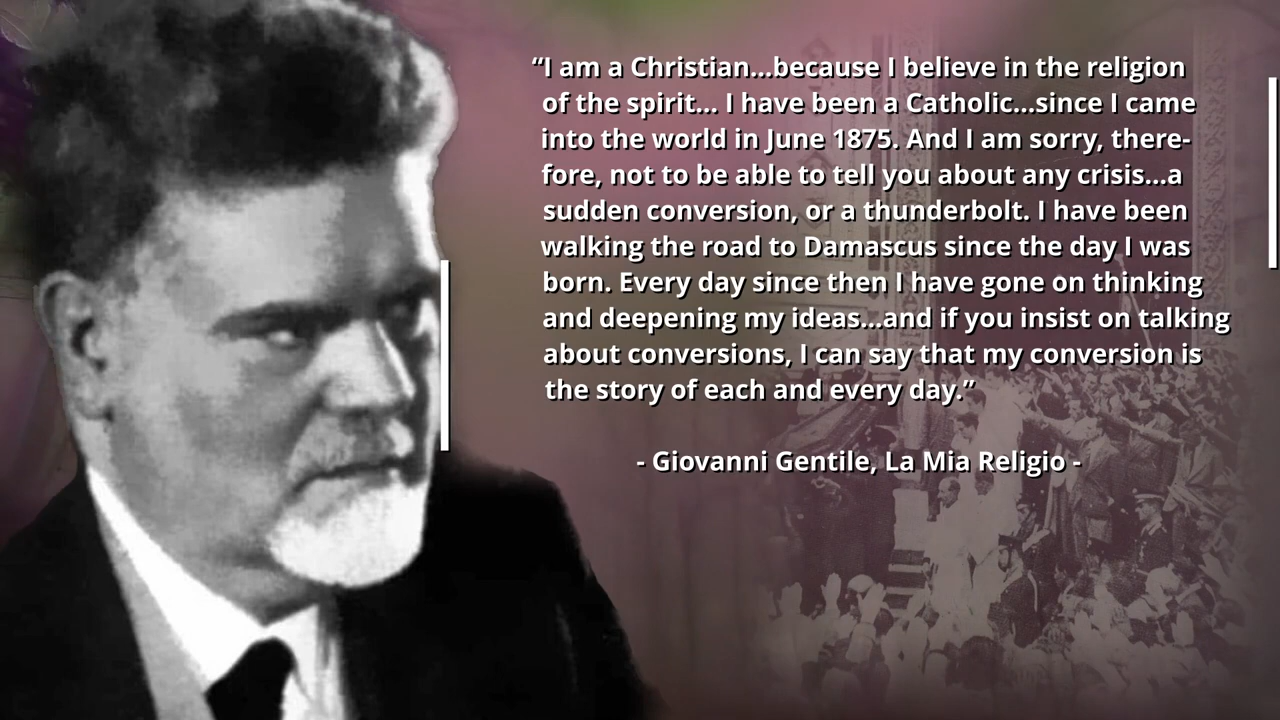 “I am a Christian...because I believe in the religion
of the spirit... I have been a Catholic...since I came
into the world in June 1875. And I am sorry, there-
fore, not to be able to tell you about any crisis...a
sudden conversion, or a thunderbolt. I have been
walking the road to Damascus since the day I was
born. Every day since then I have gone on thinking
and deepening my ideas...and if you insist on talking
about conversions, I can say that my conversion is
the story of each and every day.”
- Giovanni Gentile, La Mia Religio -